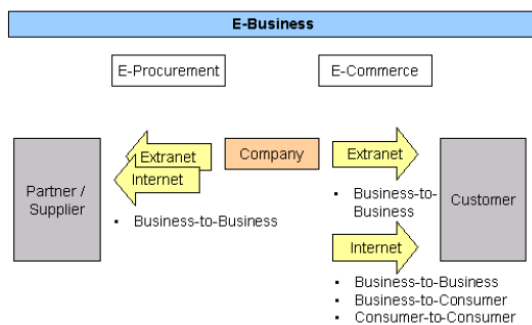 E-Business
E-Procurement
E-Commerce
Partner /
Supplier
Extranet
Internet
▪ Business-to-Business
Company
Extranet
▪ Business-to-
Business
Internet
▪ Business-to-Business
▪ Business-to-Consumer
▪ Consumer-to-Consumer
Customer